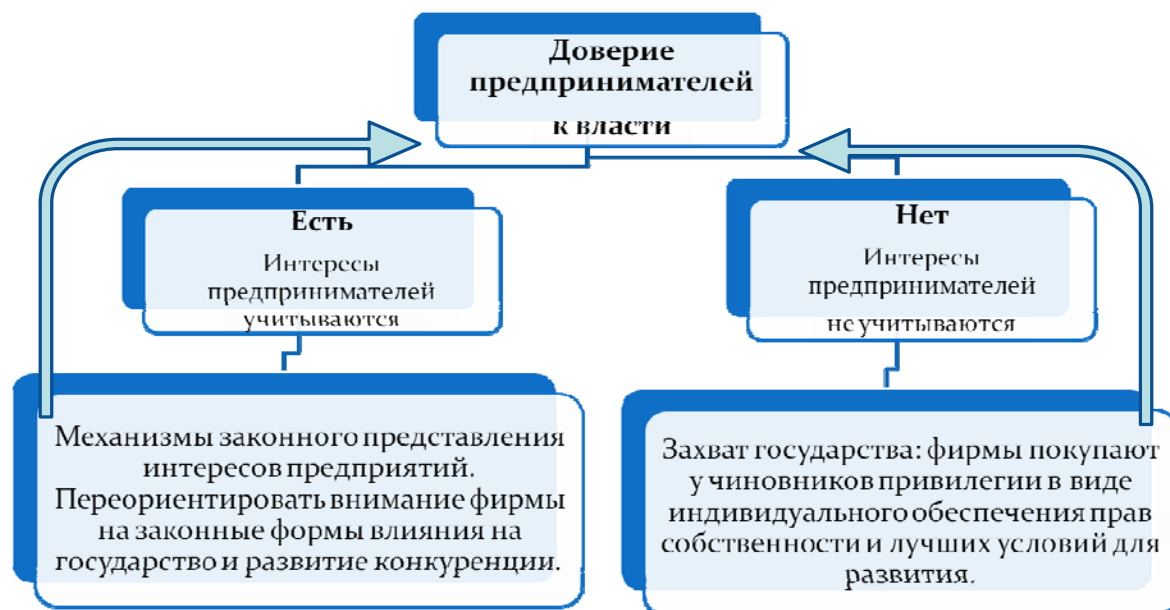 Доверие
предпринимателей
к власти
Есть
Интересы
предпринимателей
учитываются
Нет
Интересы
предпринимателей
не учитываются
Механизмы законного представления
интересов предприятий.
Переориентировать внимание фирмы
на законные формы влияния на
государство и развитие конкуренции.
Захват государства: фирмы покупают
у чиновников привилегии в виде
индивидуального обеспечения прав
собственности и лучших условий для
развития.